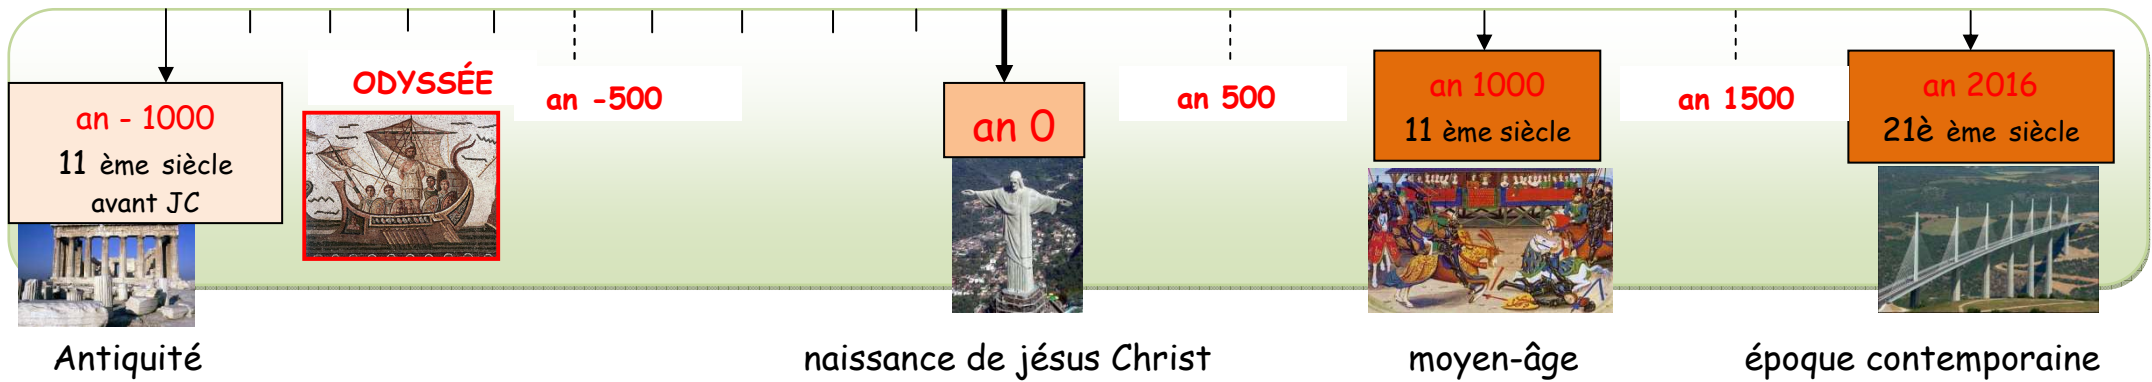 an - 1000
11 ème siècle
avant JC
ODYSSÉE
an -500
an 0
an 500
an 1000
11 ème siècle
an 1500
an 2016
21è ème siècle
Antiquité
naissance de jésus Christ
moyen-âge
époque contemporaine